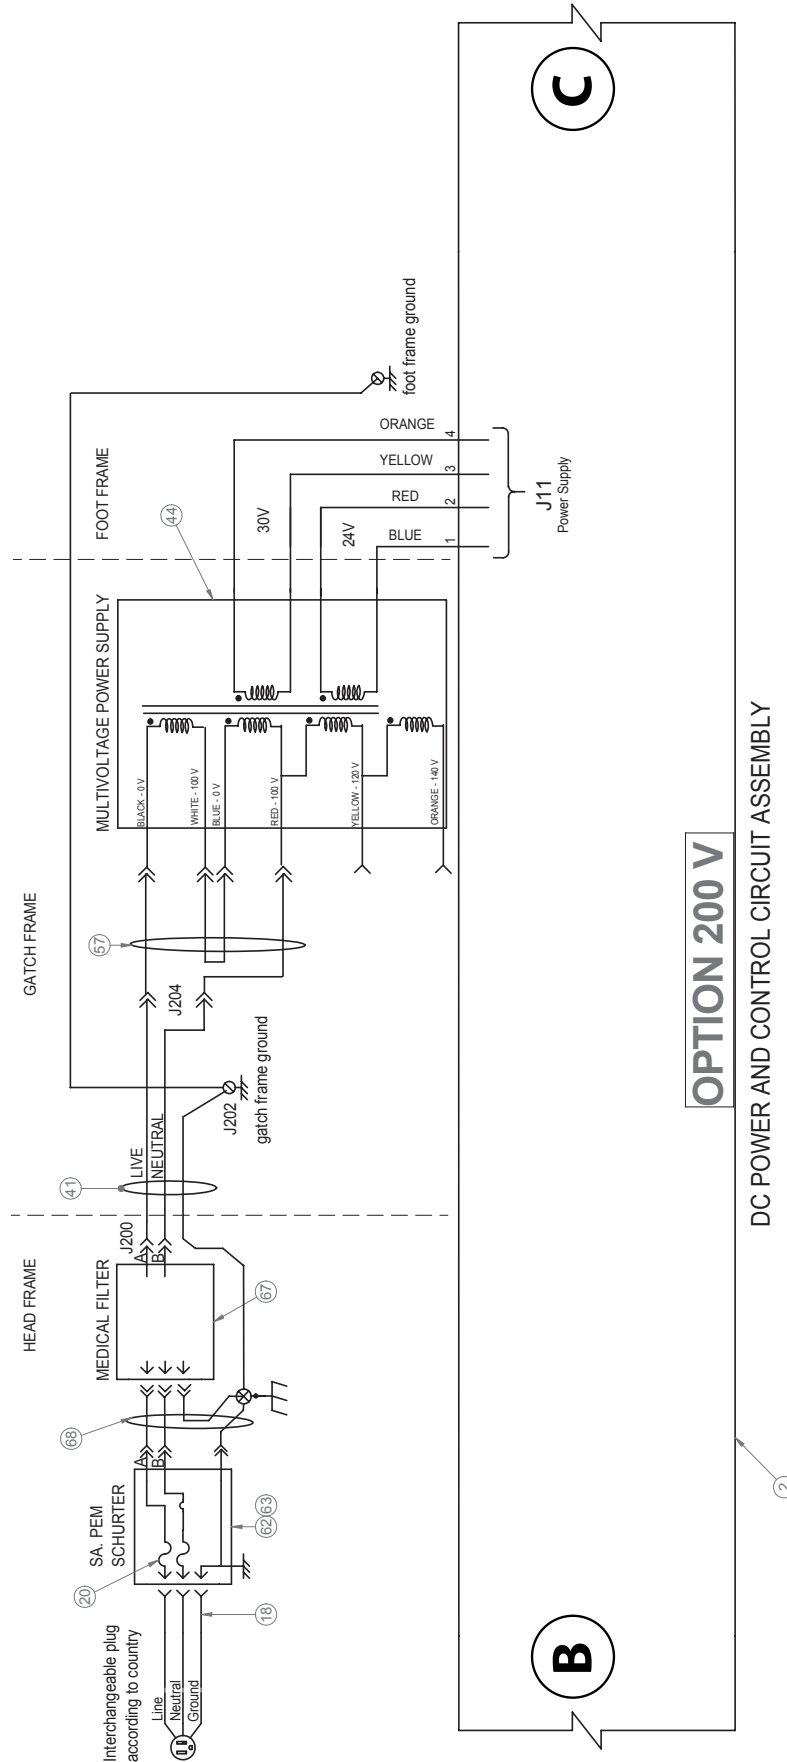 HEAD FRAME
GATCH FRAME
FOOT FRAME
Interchangeable plug
according to country
Line
Neutral
Ground
18
20
SA. PEM
SCHURTER
62
63
A
B
68
MEDICAL FILTER
67
J200
A
B
41
LIVE
NEUTRAL
J202
gatch frame ground
J204
57
MULTIVOLTAGE POWER SUPPLY
BLACK - 0 V
WHITE - 100 V
BLUE - 0 V
RED - 100 V
YELLOW - 120 V
ORANGE - 140 V
44
30V
24V
ORANGE
YELLOW
RED
BLUE
4
3
2
1
J11
Power Supply
foot frame ground
B
C
OPTION 200 V
DC POWER AND CONTROL CIRCUIT ASSEMBLY
2